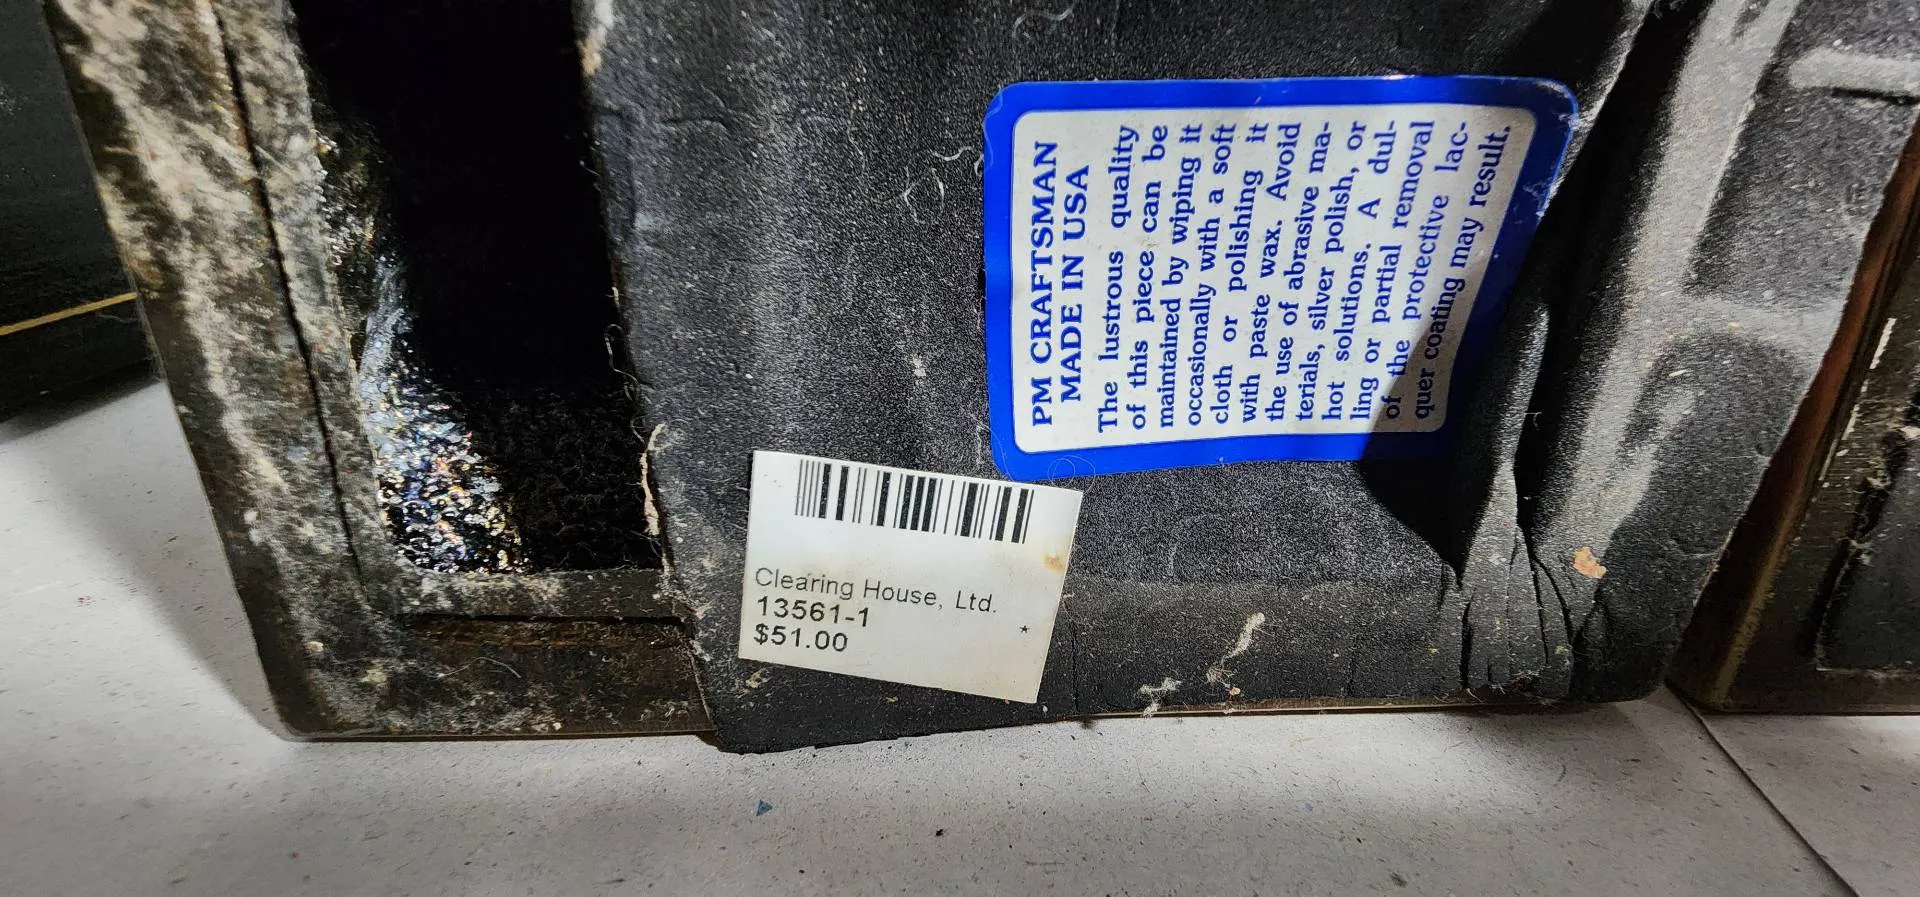 PM CRAFTSMAN
MADE IN USA
The lustrous quality
of this piece can be
maintained by wiping it
occasionally with a soft
cloth or polishing it
with paste wax. Avoid
the use of abrasive ma-
terials, silver polish, or
hot solutions. A dul-
ling or partial removal
of the protective lac-
quer coating may result.
Clearing House, Ltd.
13561-1
$51.00 *